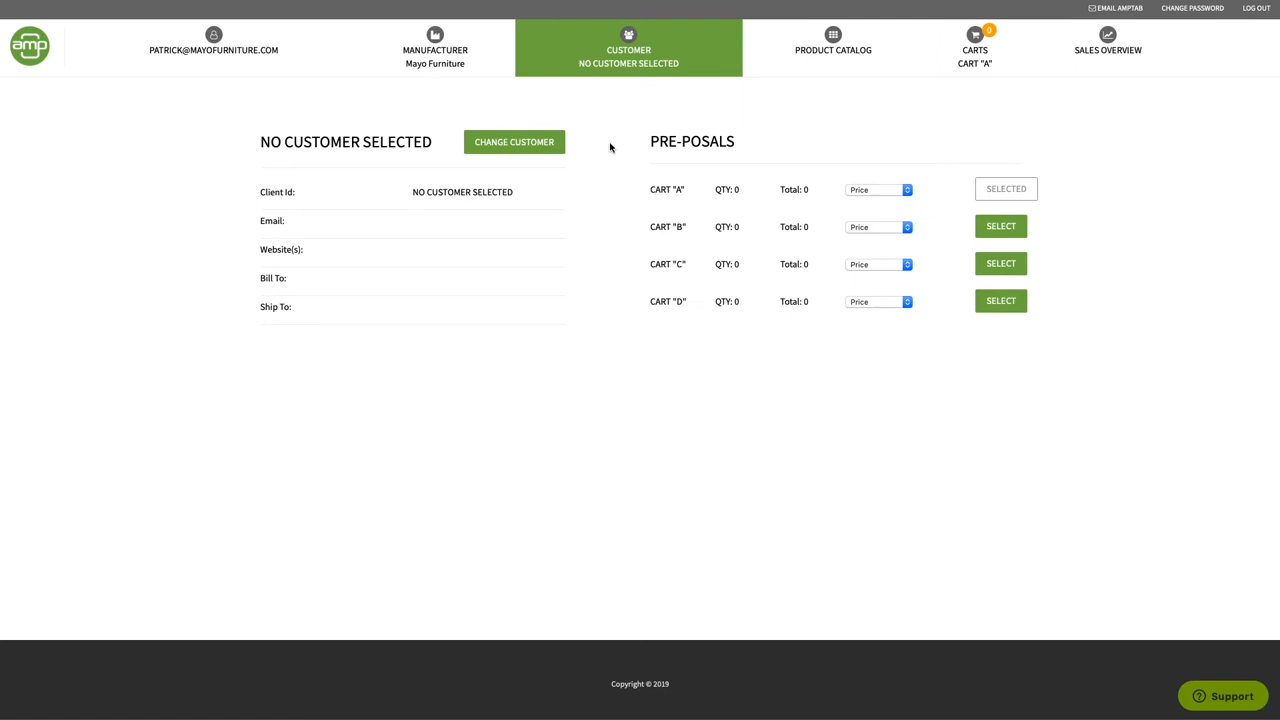 EMAIL AMPTAB CHANGE PASSWORD LOG OUT
amp
PATRICK@MAYOFURNITURE.COM
MANUFACTURER
Mayo Furniture
CUSTOMER
NO CUSTOMER SELECTED
PRODUCT CATALOG
0
CARTS
CART "A"
SALES OVERVIEW
NO CUSTOMER SELECTED CHANGE CUSTOMER
Client Id: NO CUSTOMER SELECTED
Email:
Website(s):
Bill To:
Ship To:
PRE-POSALS
CART "A" QTY: 0 Total: 0 Price SELECTED
CART "B" QTY: 0 Total: 0 Price SELECT
CART "C" QTY: 0 Total: 0 Price SELECT
CART "D" QTY: 0 Total: 0 Price SELECT
Copyright © 2019
Support